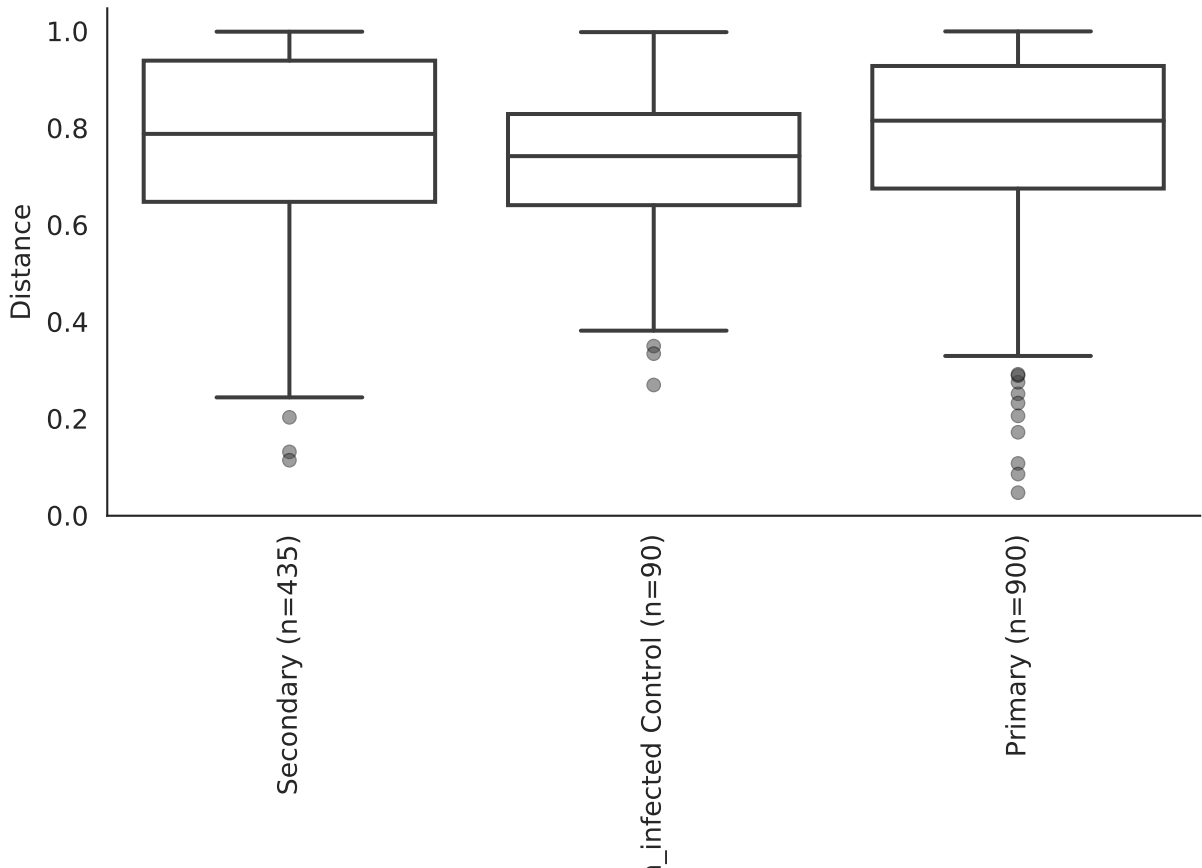 1.0
0.8
0.6
0.4
0.2
0.0
Distance
Secondary (n=435)
_infected Control (n=90)
Primary (n=900)